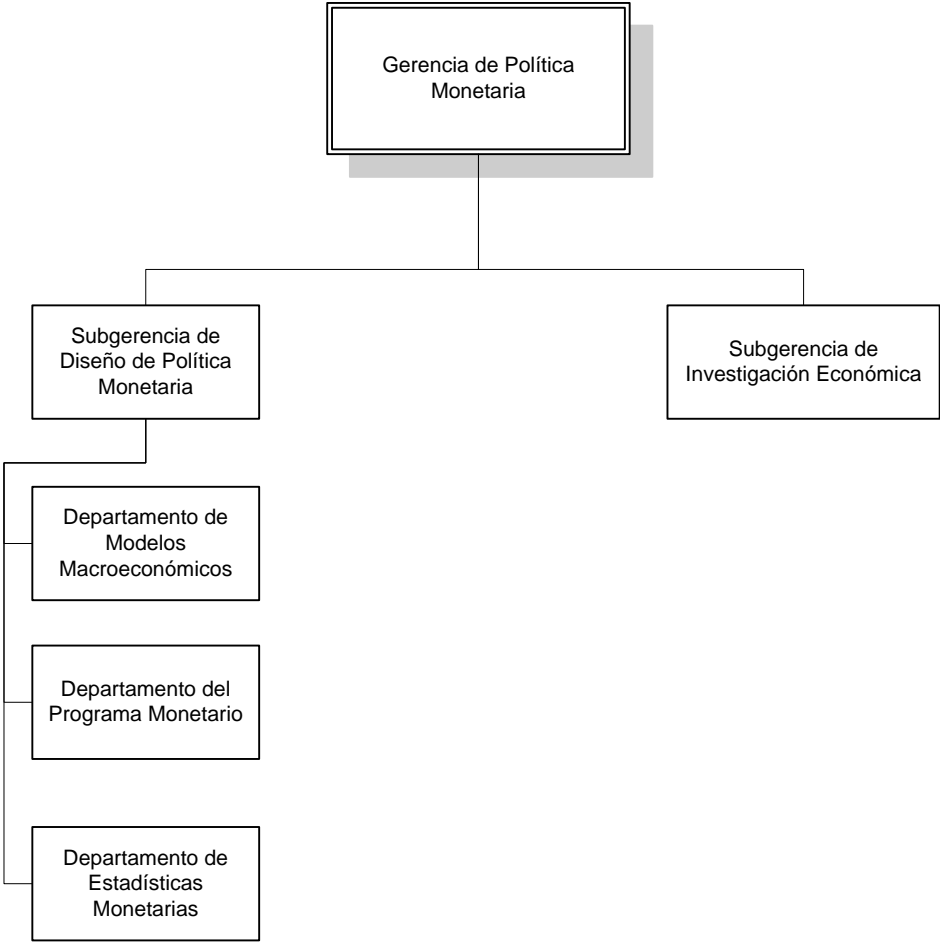 Gerencia de Política
Monetaria
Subgerencia de
Diseño de Política
Monetaria
Subgerencia de
Investigación Económica
Departamento de
Modelos
Macroeconómicos
Departamento del
Programa Monetario
Departamento de
Estadísticas
Monetarias